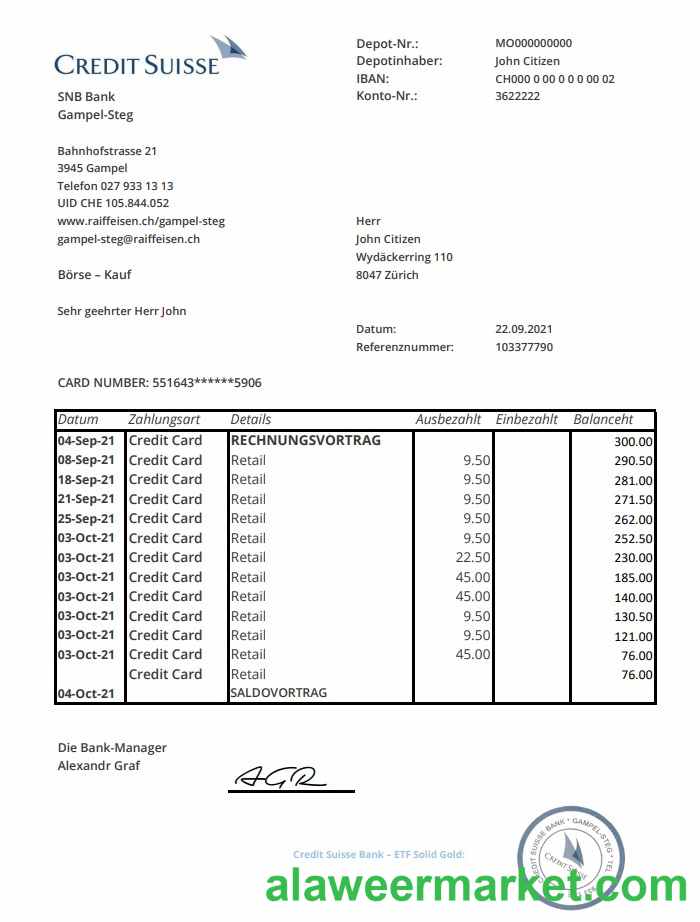 CREDIT SUISSE
SNB Bank
Gampel-Steg
Depot-Nr.: MO000000000
Depotinhaber: John Citizen
IBAN: CH000 0 00 0 0 0 00 02
Konto-Nr.: 3622222
Bahnhofstrasse 21
3945 Gampel
Telefon 027 933 13 13
UID CHE 105.844.052
www.raiffeisen.ch/gampel-steg
gampel-steg@raiffeisen.ch
Herr
John Citizen
Wydäckerring 110
8047 Zürich
Börse – Kauf
Sehr geehrter Herr John
Datum: 22.09.2021
Referenznummer: 103377790
CARD NUMBER: 551643******5906
Datum Zahlungsart Details Ausbezahlt Einbezahlt Balanceht
04-Sep-21 Credit Card RECHNUNGSVORTRAG 300.00
08-Sep-21 Credit Card Retail 9.50 290.50
18-Sep-21 Credit Card Retail 9.50 281.00
21-Sep-21 Credit Card Retail 9.50 271.50
25-Sep-21 Credit Card Retail 9.50 262.00
03-Oct-21 Credit Card Retail 9.50 252.50
03-Oct-21 Credit Card Retail 22.50 230.00
03-Oct-21 Credit Card Retail 45.00 185.00
03-Oct-21 Credit Card Retail 45.00 140.00
03-Oct-21 Credit Card Retail 9.50 130.50
03-Oct-21 Credit Card Retail 9.50 121.00
03-Oct-21 Credit Card Retail 45.00 76.00
Credit Card Retail 76.00
04-Oct-21 SALDOVORTRAG
Die Bank-Manager
Alexandr Graf
AGR
Credit Suisse Bank – ETF Solid Gold:
CREDIT SUISSE BANK * GAMPEL-STEG * TEL
CREDIT SUISSE
alaweermarket.com